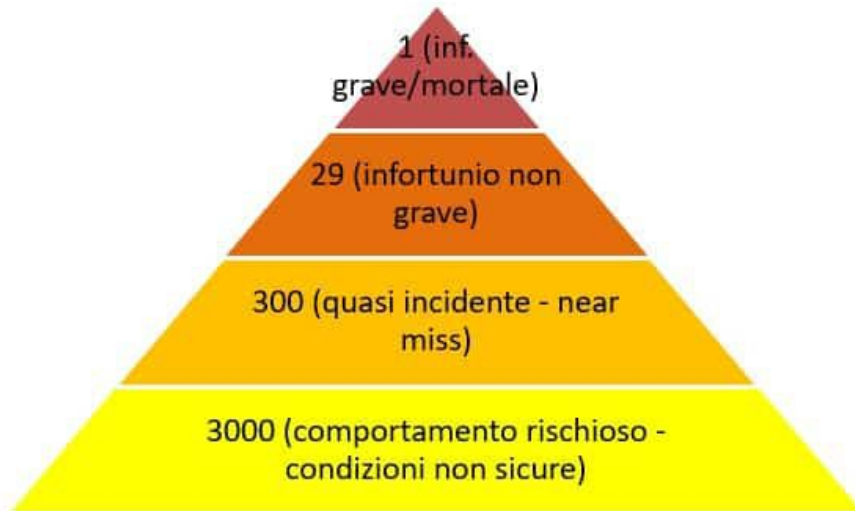 1 (inf.
grave/mortale)
29 (infortunio non
grave)
300 (quasi incidente - near
miss)
3000 (comportamento rischioso -
condizioni non sicure)